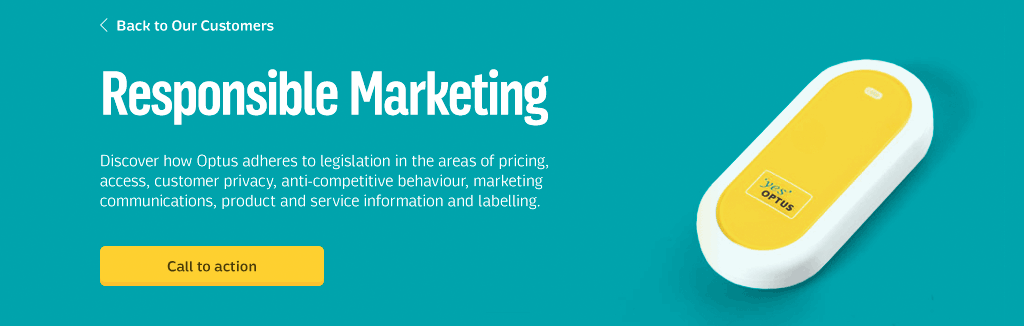 Back to Our Customers
Responsible Marketing
Discover how Optus adheres to legislation in the areas of pricing,
access, customer privacy, anti-competitive behaviour, marketing
communications, product and service information and labelling.
Call to action
'yes'
OPTUS